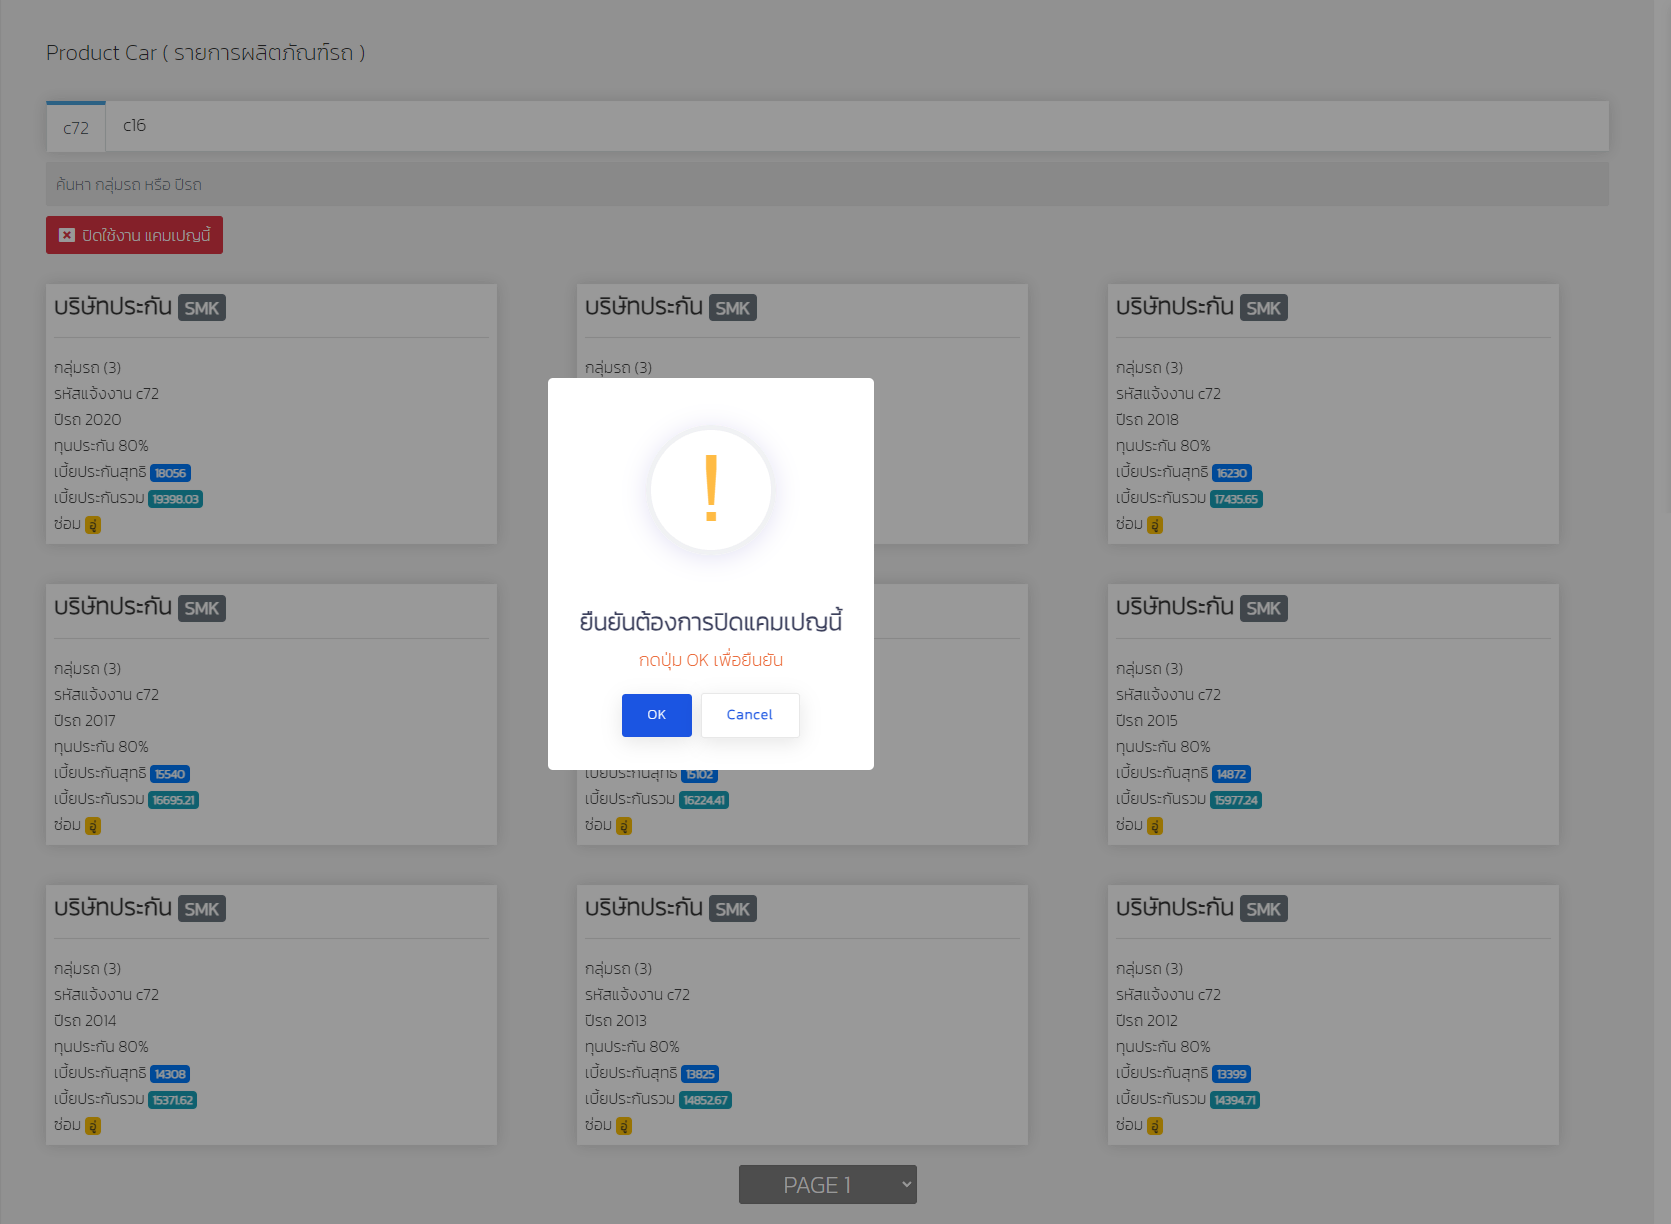 Product Car ( รายการผลิตภัณฑ์รถ )
c72
c16
ค้นหา กลุ่มรถ หรือ ปีรถ
ปิดใช้งาน แคมเปญนี้
บริษัทประกัน SMK
กลุ่มรถ (3)
รหัสแจ้งงาน c72
ปีรถ 2020
ทุนประกัน 80%
เบี้ยประกันสุทธิ 18056
เบี้ยประกันรวม 19398.03
ซ่อม อู่
บริษัทประกัน SMK
กลุ่มรถ (3)
บริษัทประกัน SMK
กลุ่มรถ (3)
รหัสแจ้งงาน c72
ปีรถ 2018
ทุนประกัน 80%
เบี้ยประกันสุทธิ 16230
เบี้ยประกันรวม 17435.65
ซ่อม อู่
!
ยืนยันต้องการปิดแคมเปญนี้
กดปุ่ม OK เพื่อยืนยัน
OK
Cancel
บริษัทประกัน SMK
กลุ่มรถ (3)
รหัสแจ้งงาน c72
ปีรถ 2017
ทุนประกัน 80%
เบี้ยประกันสุทธิ 15540
เบี้ยประกันรวม 16695.21
ซ่อม อู่
เบี้ยประกันสุทธิ 15102
เบี้ยประกันรวม 16224.41
ซ่อม อู่
บริษัทประกัน SMK
กลุ่มรถ (3)
รหัสแจ้งงาน c72
ปีรถ 2015
ทุนประกัน 80%
เบี้ยประกันสุทธิ 14872
เบี้ยประกันรวม 15977.24
ซ่อม อู่
บริษัทประกัน SMK
กลุ่มรถ (3)
รหัสแจ้งงาน c72
ปีรถ 2014
ทุนประกัน 80%
เบี้ยประกันสุทธิ 14308
เบี้ยประกันรวม 15371.62
ซ่อม อู่
บริษัทประกัน SMK
กลุ่มรถ (3)
รหัสแจ้งงาน c72
ปีรถ 2013
ทุนประกัน 80%
เบี้ยประกันสุทธิ 13825
เบี้ยประกันรวม 14852.67
ซ่อม อู่
บริษัทประกัน SMK
กลุ่มรถ (3)
รหัสแจ้งงาน c72
ปีรถ 2012
ทุนประกัน 80%
เบี้ยประกันสุทธิ 13399
เบี้ยประกันรวม 14394.71
ซ่อม อู่
PAGE 1